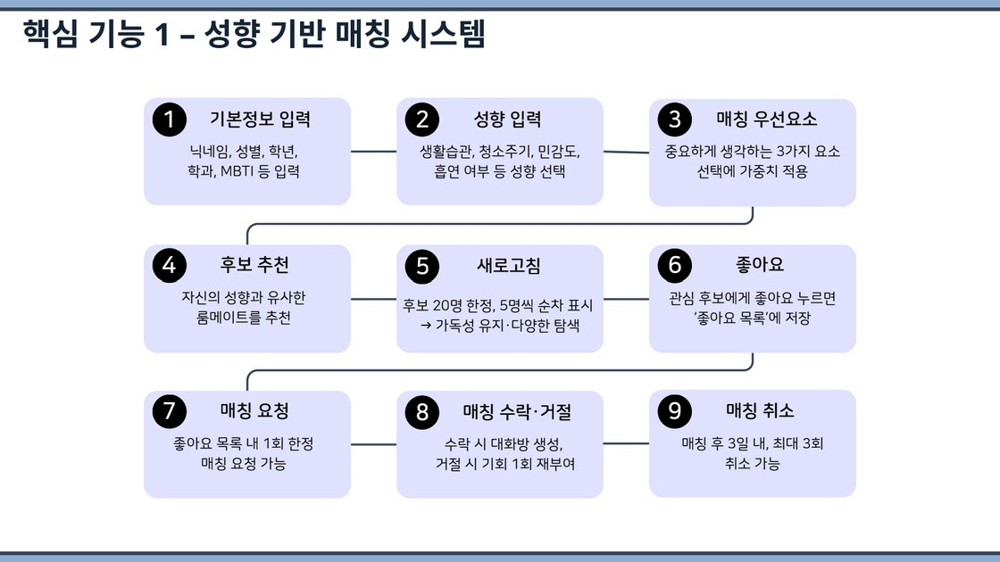 핵심 기능 1 – 성향 기반 매칭 시스템
1 기본정보 입력
닉네임, 성별, 학년,
학과, MBTI 등 입력
2 성향 입력
생활습관, 청소주기, 민감도,
흡연 여부 등 성향 선택
3 매칭 우선요소
중요하게 생각하는 3가지 요소
선택에 가중치 적용
4 후보 추천
자신의 성향과 유사한
룸메이트를 추천
5 새로고침
후보 20명 한정, 5명씩 순차 표시
→ 가독성 유지·다양한 탐색
6 좋아요
관심 후보에게 좋아요 누르면
‘좋아요 목록’에 저장
7 매칭 요청
좋아요 목록 내 1회 한정
매칭 요청 가능
8 매칭 수락·거절
수락 시 대화방 생성,
거절 시 기회 1회 재부여
9 매칭 취소
매칭 후 3일 내, 최대 3회
취소 가능